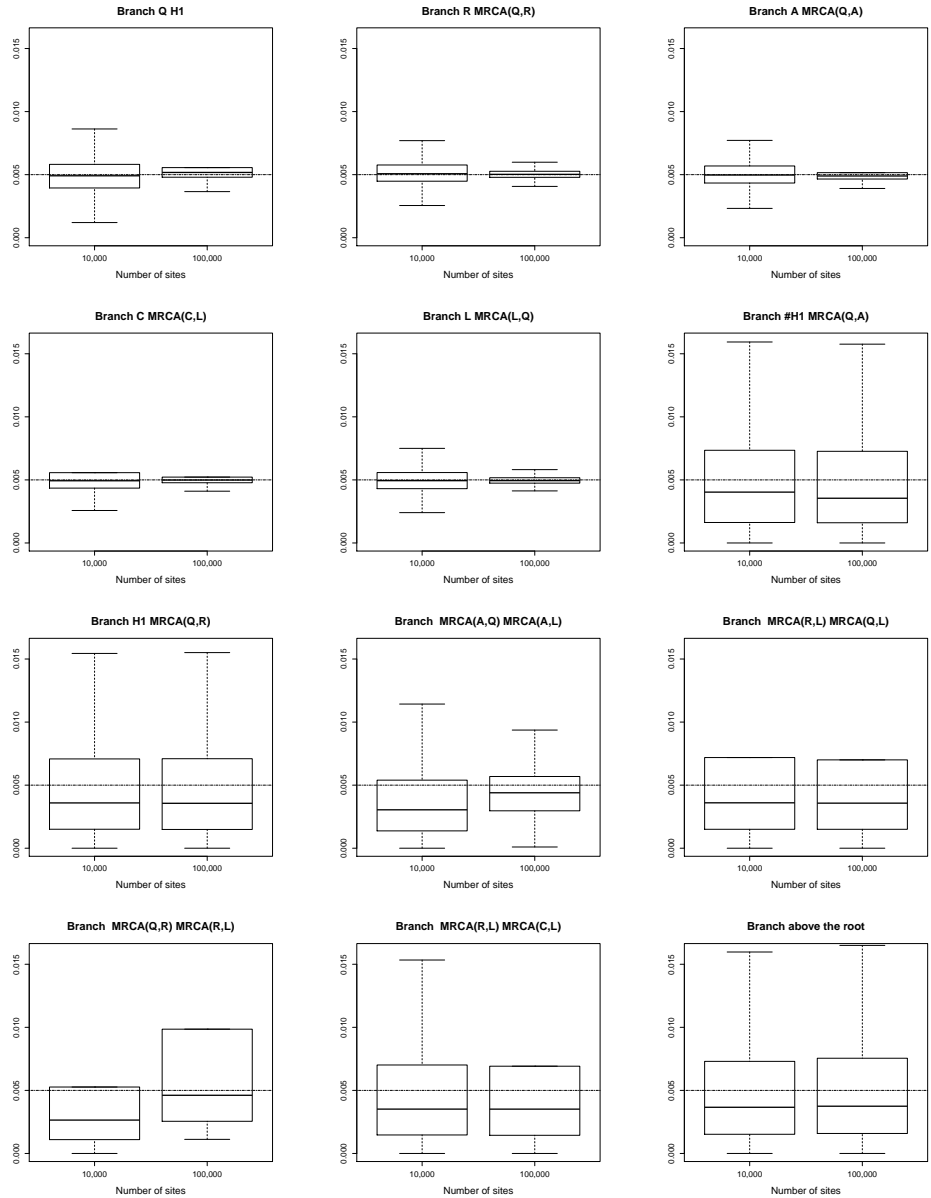 Branch Q H1
0.015
0.010
0.005
0.000
10,000 100,000
Number of sites
Branch R MRCA(Q,R)
0.015
0.010
0.005
0.000
10,000 100,000
Number of sites
Branch A MRCA(Q,A)
0.015
0.010
0.005
0.000
10,000 100,000
Number of sites
Branch C MRCA(C,L)
0.015
0.010
0.005
0.000
10,000 100,000
Number of sites
Branch L MRCA(L,Q)
0.015
0.010
0.005
0.000
10,000 100,000
Number of sites
Branch #H1 MRCA(Q,A)
0.015
0.010
0.005
0.000
10,000 100,000
Number of sites
Branch H1 MRCA(Q,R)
0.015
0.010
0.005
0.000
10,000 100,000
Number of sites
Branch MRCA(A,Q) MRCA(A,L)
0.015
0.010
0.005
0.000
10,000 100,000
Number of sites
Branch MRCA(R,L) MRCA(Q,L)
0.015
0.010
0.005
0.000
10,000 100,000
Number of sites
Branch MRCA(Q,R) MRCA(R,L)
0.015
0.010
0.005
0.000
10,000 100,000
Number of sites
Branch MRCA(R,L) MRCA(C,L)
0.015
0.010
0.005
0.000
10,000 100,000
Number of sites
Branch above the root
0.015
0.010
0.005
0.000
10,000 100,000
Number of sites